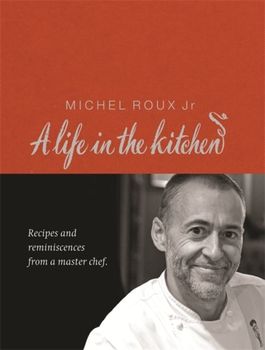 MICHEL ROUX Jr
A life in the kitchen
Recipes and
reminiscences
from a master chef.